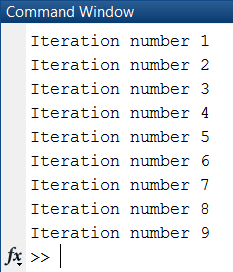 Command Window
Iteration number 1
Iteration number 2
Iteration number 3
Iteration number 4
Iteration number 5
Iteration number 6
Iteration number 7
Iteration number 8
Iteration number 9
fx >>